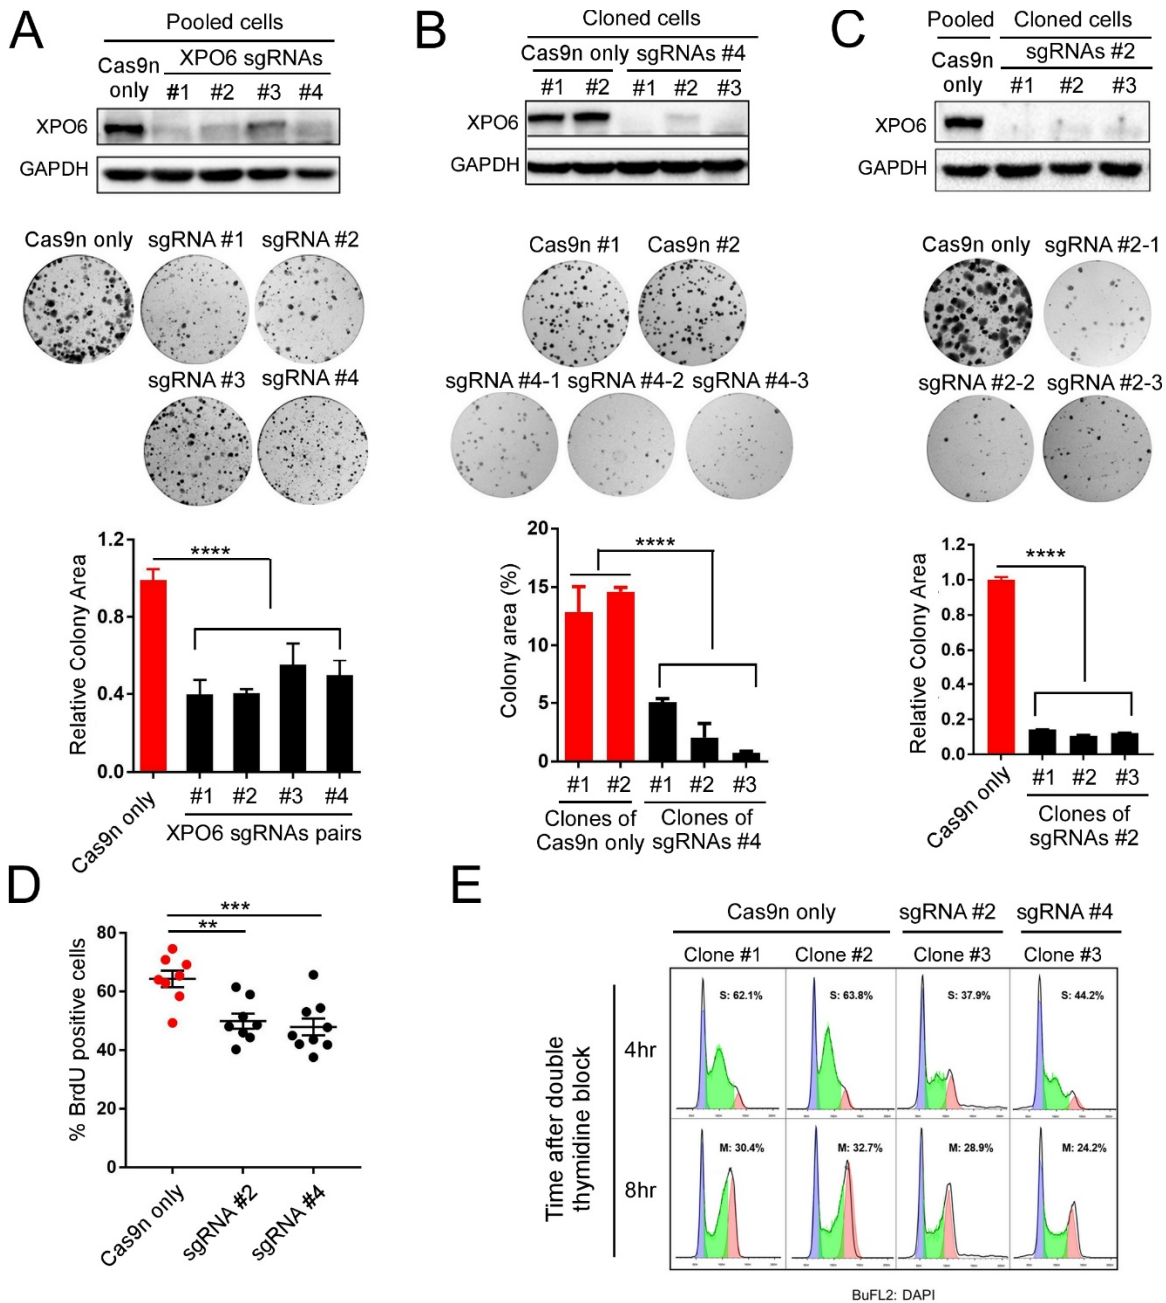 A
Pooled cells
Cas9n only
XPO6 sgRNAs
#1 #2 #3 #4
XPO6
GAPDH
Cas9n only sgRNA #1 sgRNA #2
sgRNA #3 sgRNA #4
Relative Colony Area
1.2
0.8
0.4
0.0
****
Cas9n only
#1 #2 #3 #4
XPO6 sgRNAs pairs
B
Cloned cells
Cas9n only sgRNAs #4
#1 #2 #1 #2 #3
XPO6
GAPDH
Cas9n #1 Cas9n #2
sgRNA #4-1 sgRNA #4-2 sgRNA #4-3
Colony area (%)
20
15
10
5
0
****
#1 #2 #1 #2 #3
Clones of Cas9n only
Clones of sgRNAs #4
C
Pooled Cloned cells
Cas9n only
sgRNAs #2
#1 #2 #3
XPO6
GAPDH
Cas9n only sgRNA #2-1
sgRNA #2-2 sgRNA #2-3
Relative Colony Area
1.2
1.0
0.8
0.6
0.4
0.2
0.0
****
Cas9n only
#1 #2 #3
Clones of
sgRNAs #2
D
% BrdU positive cells
80
60
40
20
0
***
**
Cas9n only
sgRNA #2
sgRNA #4
E
Cas9n only sgRNA #2 sgRNA #4
Clone #1 Clone #2 Clone #3 Clone #3
Time after double
thymidine block
4hr
S: 62.1% S: 63.8% S: 37.9% S: 44.2%
8hr
M: 30.4% M: 32.7% M: 28.9% M: 24.2%
BuFL2: DAPI